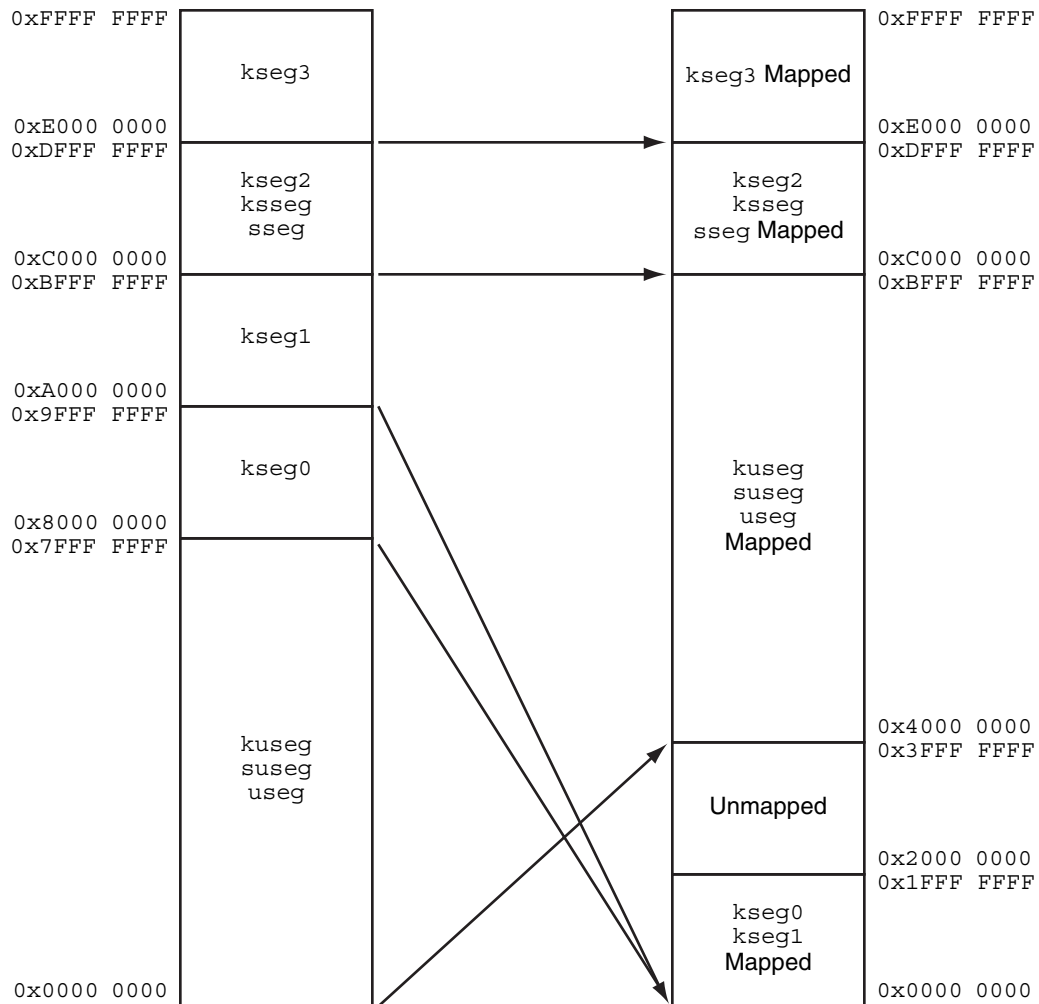 0xFFFF FFFF
kseg3
0xE000 0000
0xDFFF FFFF
kseg2
ksseg
sseg
0xC000 0000
0xBFFF FFFF
kseg1
0xA000 0000
0x9FFF FFFF
kseg0
0x8000 0000
0x7FFF FFFF
kuseg
suseg
useg
0x0000 0000
0xFFFF FFFF
kseg3 Mapped
0xE000 0000
0xDFFF FFFF
kseg2
ksseg
sseg Mapped
0xC000 0000
0xBFFF FFFF
kuseg
suseg
useg
Mapped
0x4000 0000
0x3FFF FFFF
Unmapped
0x2000 0000
0x1FFF FFFF
kseg0
kseg1
Mapped
0x0000 0000